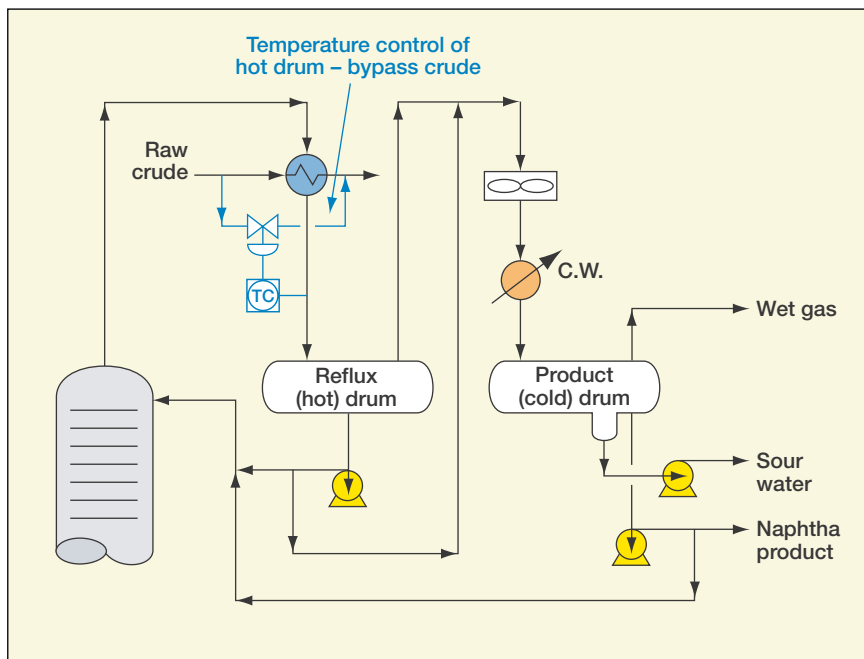 Temperature control of
hot drum – bypass crude
Raw
crude
TC
C.W.
Wet gas
Reflux
(hot) drum
Product
(cold) drum
Sour
water
Naphtha
product